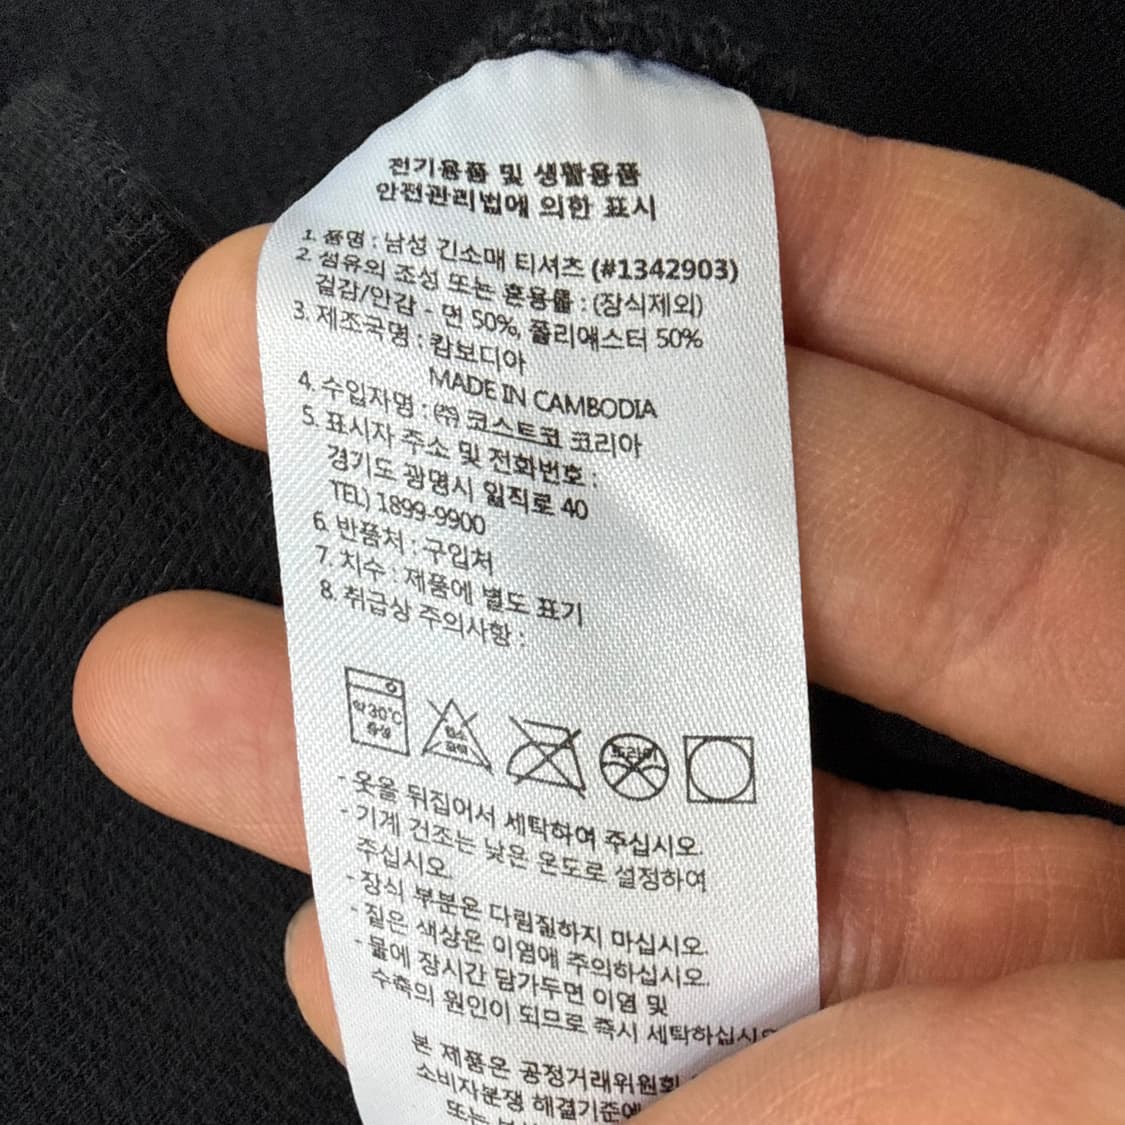 전기용품 및 생활용품
안전관리법에 의한 표시
1. 품명 : 남성 긴소매 티셔츠 (#1342903)
2. 섬유의 조성 또는 혼용률 : (장식제외)
겉감/안감 - 면 50%, 폴리에스터 50%
3. 제조국명 : 캄보디아
MADE IN CAMBODIA
4. 수입자명 : (주) 코스트코 코리아
5. 표시자 주소 및 전화번호 :
경기도 광명시 일직로 40
TEL) 1899-9900
6. 반품처 : 구입처
7. 치수 : 제품에 별도 표기
8. 취급상 주의사항 :
약 30℃
중성
염소
표백
드라이
- 옷을 뒤집어서 세탁하여 주십시오.
- 기계 건조는 낮은 온도로 설정하여
주십시오.
- 장식 부분은 다림질하지 마십시오.
- 짙은 색상은 이염에 주의하십시오.
- 물에 장시간 담가두면 이염 및
수축의 원인이 되므로 즉시 세탁하십시오
본 제품은 공정거래위원회
소비자분쟁 해결기준에
또는